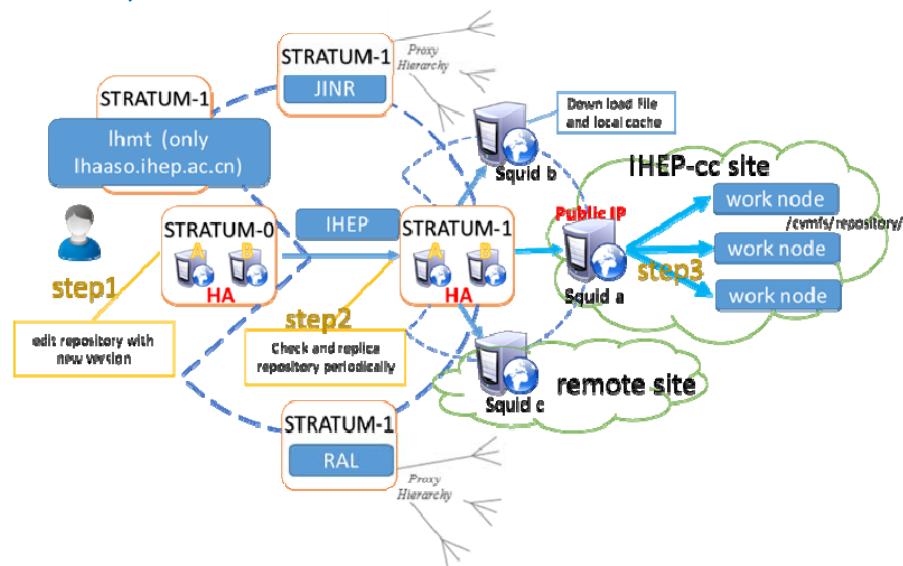 STRATUM-1
JINR
Proxy
Hierarchy
STRATUM-1
lhmt (only
lhaaso.ihep.ac.cn)
Down load File
and local cache
Squid b
IHEP-cc site
work node
/cvmfs/repository/
work node
work node
Public IP
Squid a
step3
STRATUM-0
A B
HA
IHEP
STRATUM-1
A B
HA
step1
edit repository with
new version
step2
Check and replica
repository periodically
Squid c
remote site
STRATUM-1
RAL
Proxy
Hierarchy